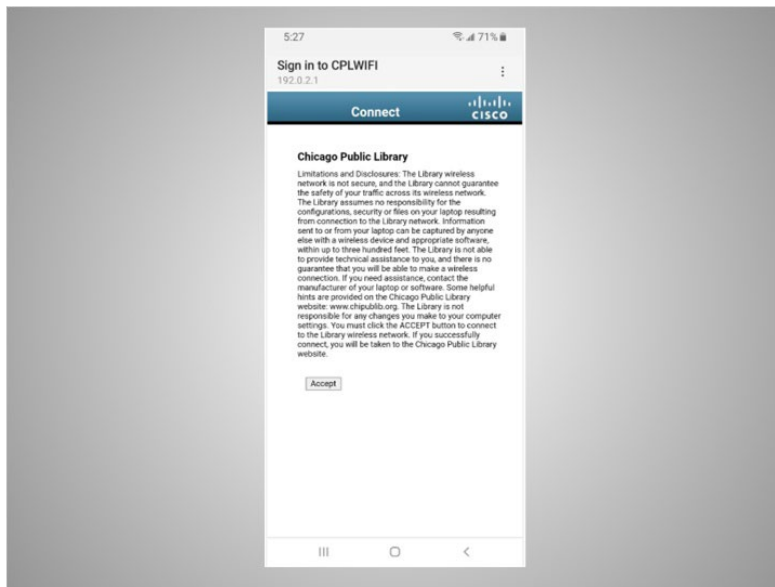 5:27 71%
Sign in to CPLWIFI
192.0.2.1
Connect
CISCO
Chicago Public Library
Limitations and Disclosures: The Library wireless
network is not secure, and the Library cannot guarantee
the safety of your traffic across its wireless network.
The Library assumes no responsibility for the
configurations, security or files on your laptop resulting
from connection to the Library network. Information
sent to or from your laptop can be captured by anyone
else with a wireless device and appropriate software,
within up to three hundred feet. The Library is not able
to provide technical assistance to you, and there is no
guarantee that you will be able to make a wireless
connection. If you need assistance, contact the
manufacturer of your laptop or software. Some helpful
hints are provided on the Chicago Public Library
website: www.chipublib.org. The Library is not
responsible for any changes you make to your computer
settings. You must click the ACCEPT button to connect
to the Library wireless network. If you successfully
connect, you will be taken to the Chicago Public Library
website.
Accept